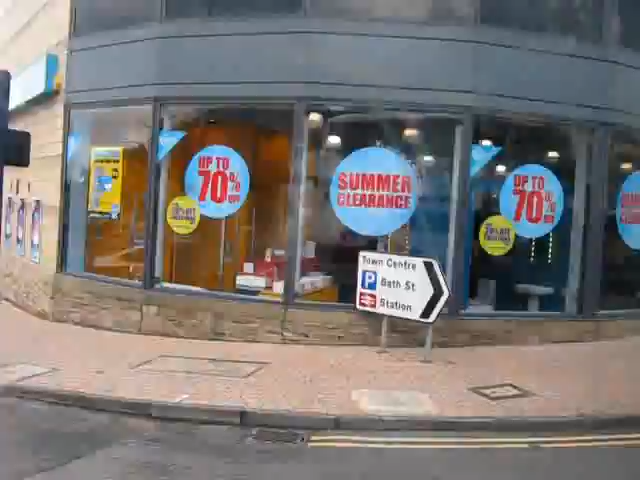 UP TO
70%
OFF
SUMMER
CLEARANCE
UP TO
70%
OFF
Town Centre
P Bath St
Station